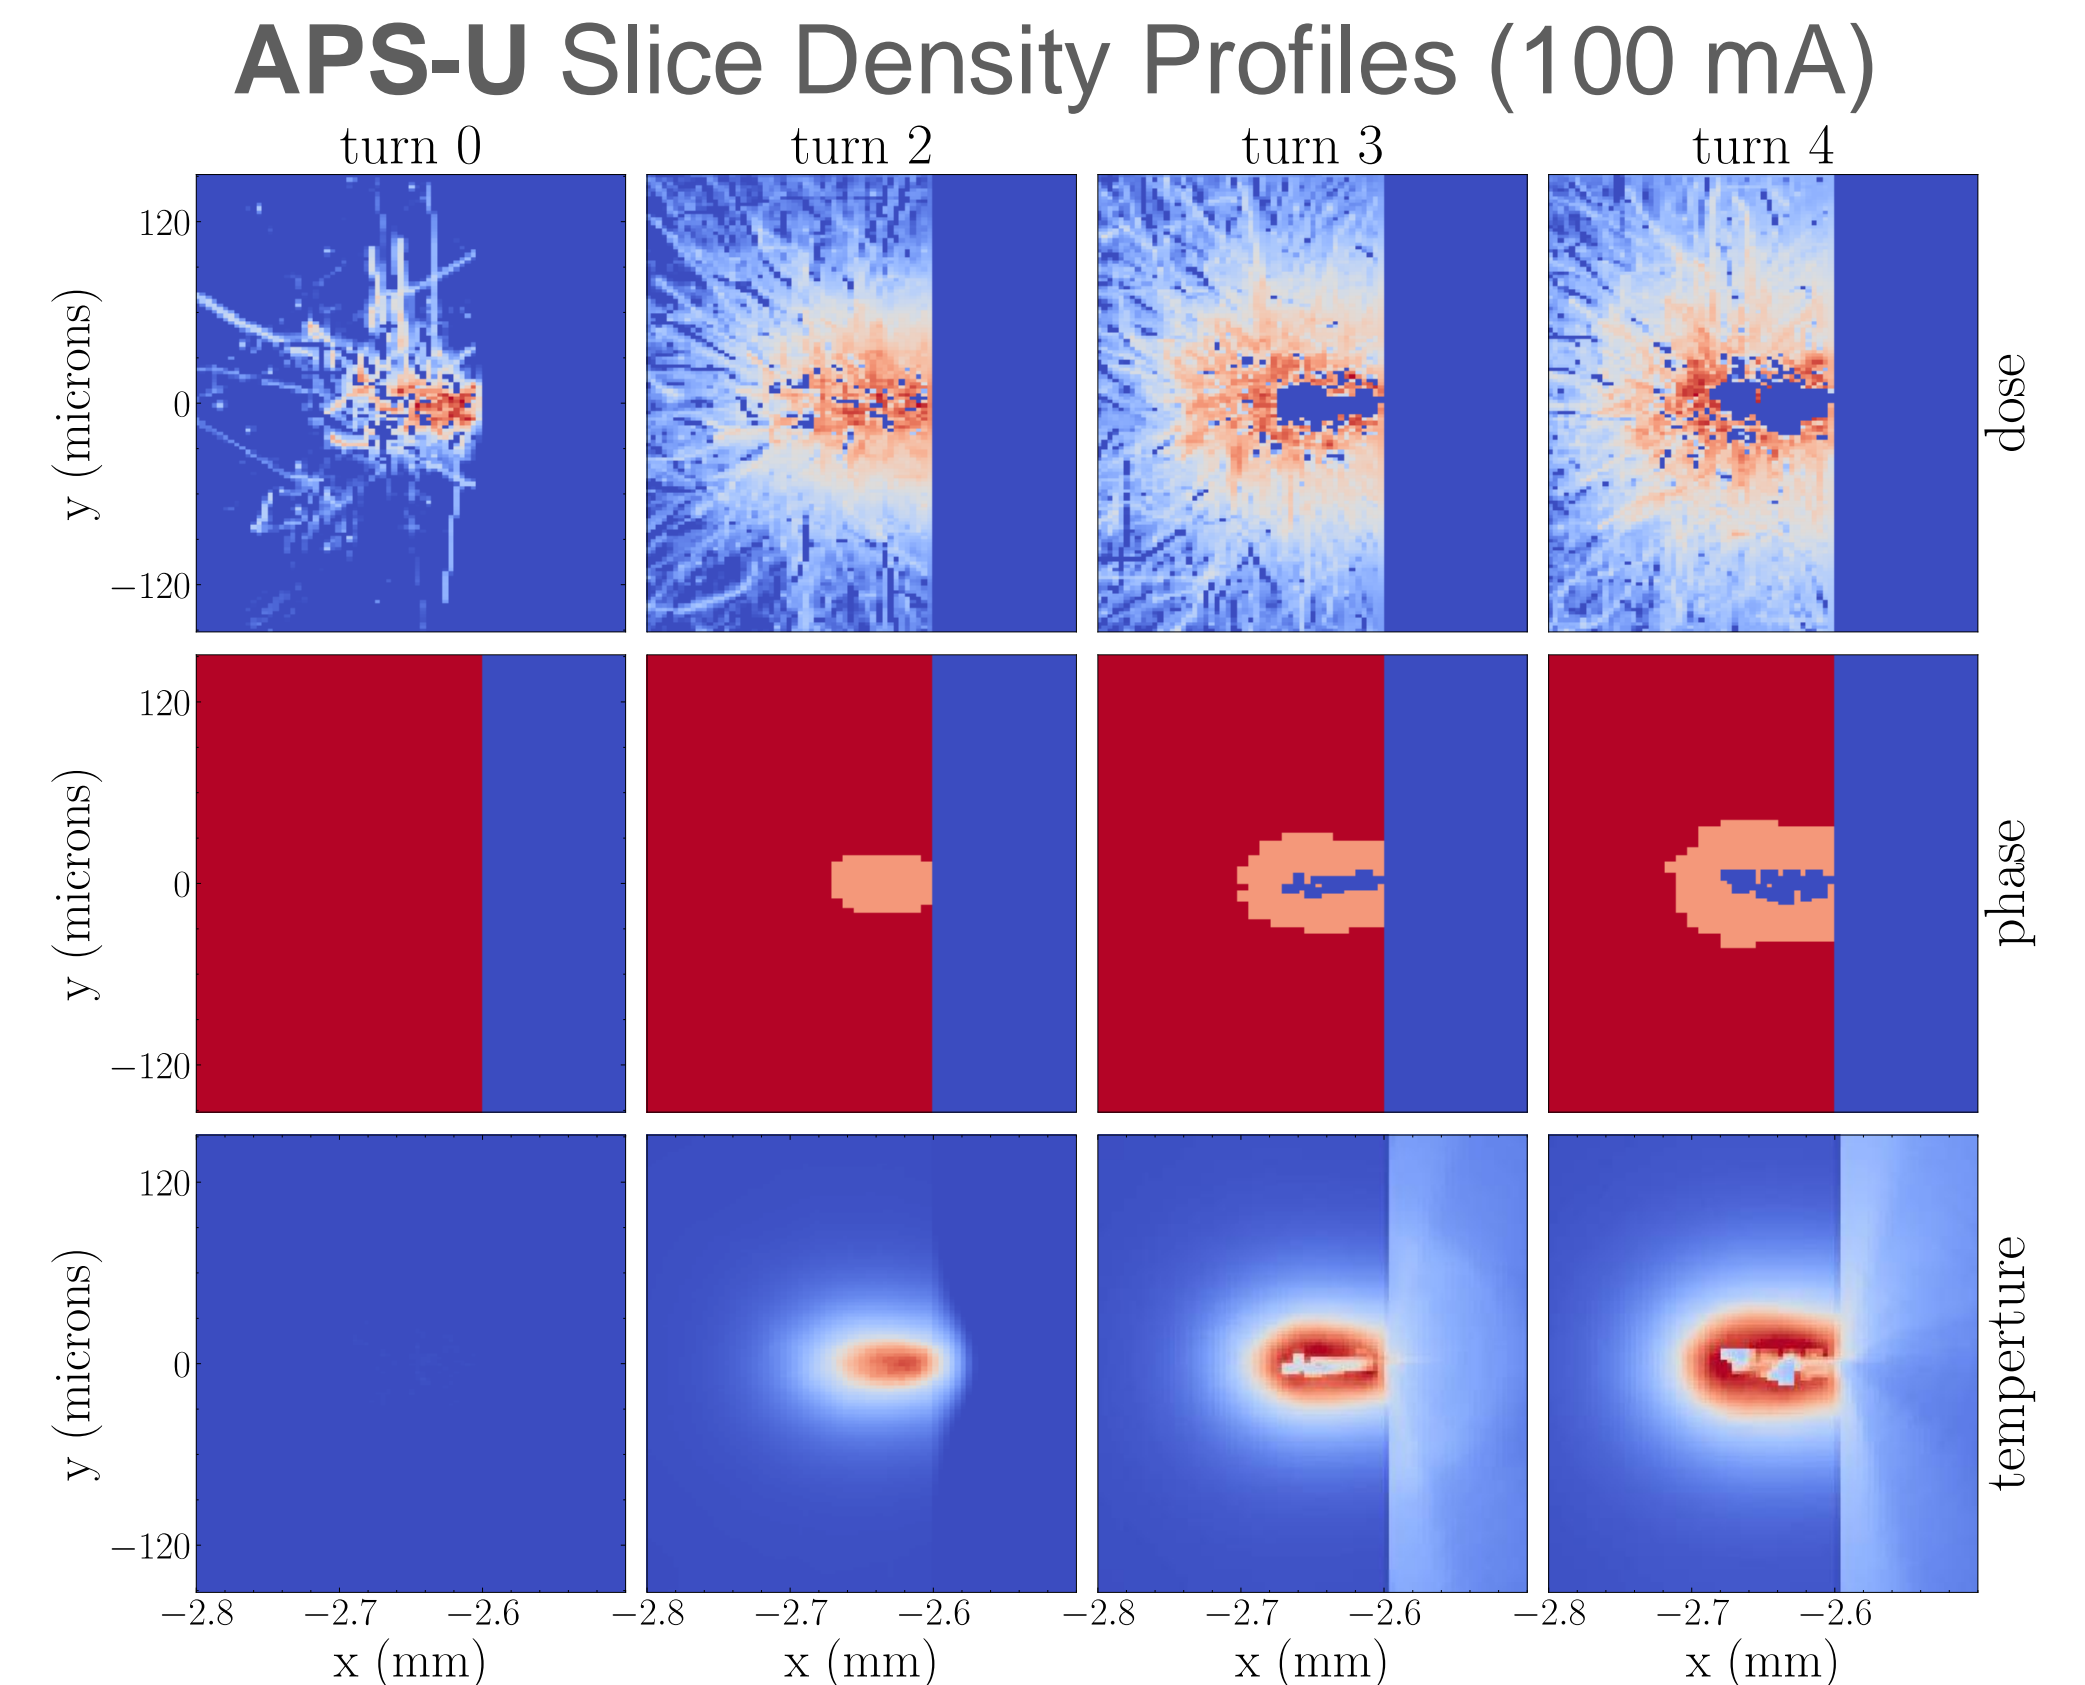 APS-U Slice Density Profiles (100 mA)
turn 0 turn 2 turn 3 turn 4
120
0
−120
y (microns)
dose
120
0
−120
y (microns)
phase
120
0
−120
y (microns)
temperture
−2.8 −2.7 −2.6 −2.8 −2.7 −2.6 −2.8 −2.7 −2.6 −2.8 −2.7 −2.6
x (mm) x (mm) x (mm) x (mm)